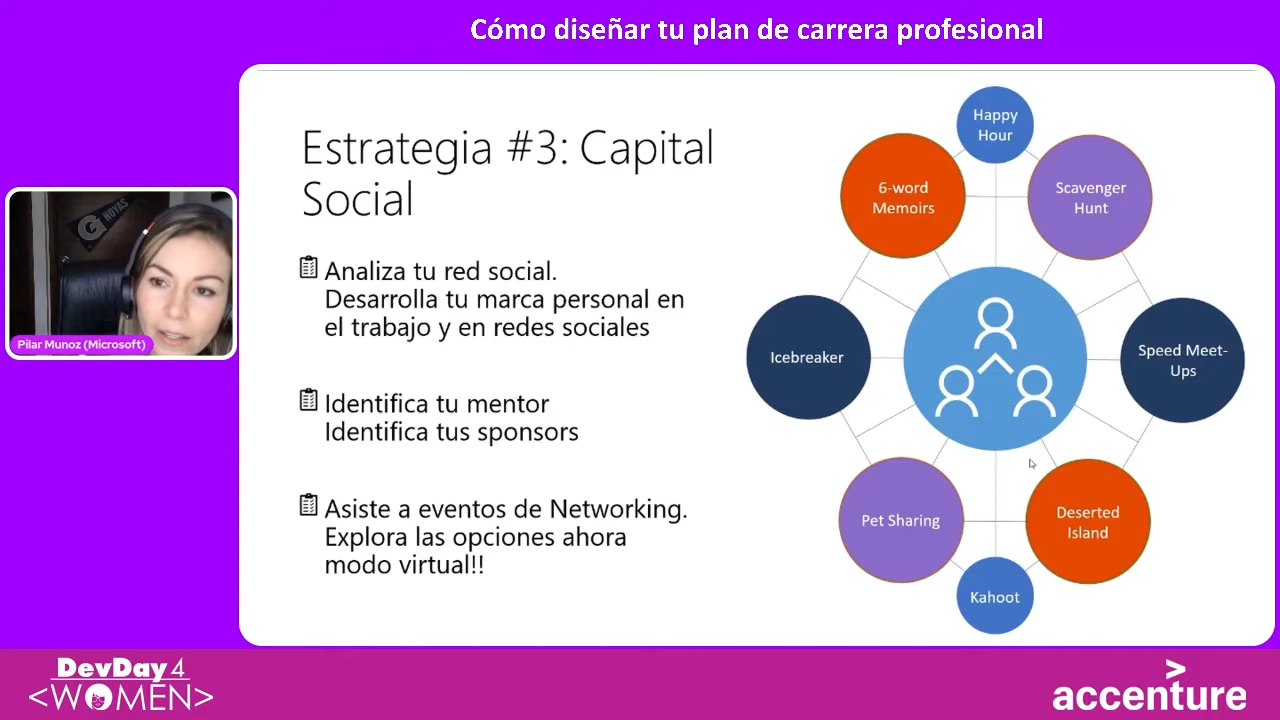 Cómo diseñar tu plan de carrera profesional
Estrategia #3: Capital
Social
Analiza tu red social.
Desarrolla tu marca personal en
el trabajo y en redes sociales
Identifica tu mentor
Identifica tus sponsors
Asiste a eventos de Networking.
Explora las opciones ahora
modo virtual!!
Happy
Hour
6-word
Memoirs
Scavenger
Hunt
Icebreaker
Speed Meet-
Ups
Pet Sharing
Deserted
Island
Kahoot
G HOYAS
Pilar Munoz (Microsoft)
DevDay4
<WOMEN>
accenture